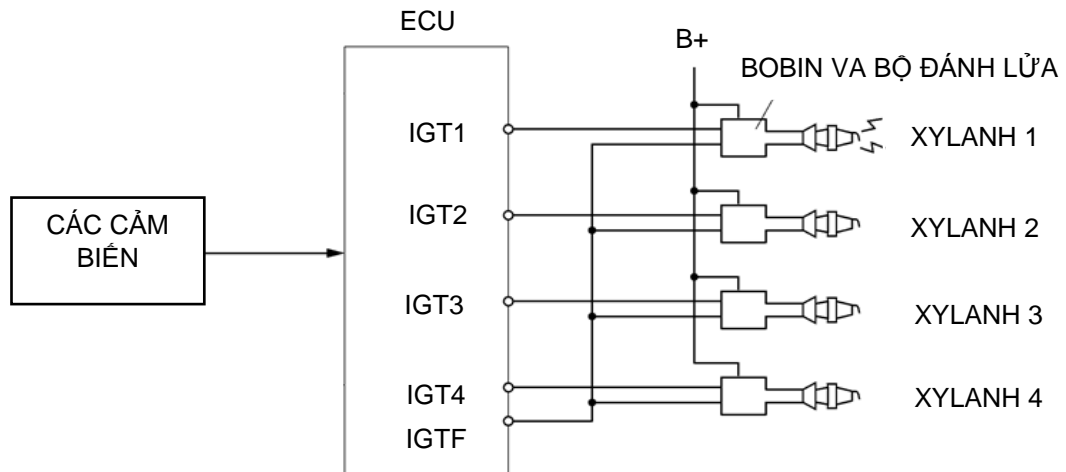 ECU
B+
BOBIN VA BỘ ĐÁNH LỬA
IGT1
XYLANH 1
IGT2
XYLANH 2
CÁC CẢM
BIẾN
IGT3
XYLANH 3
IGT4
XYLANH 4
IGTF